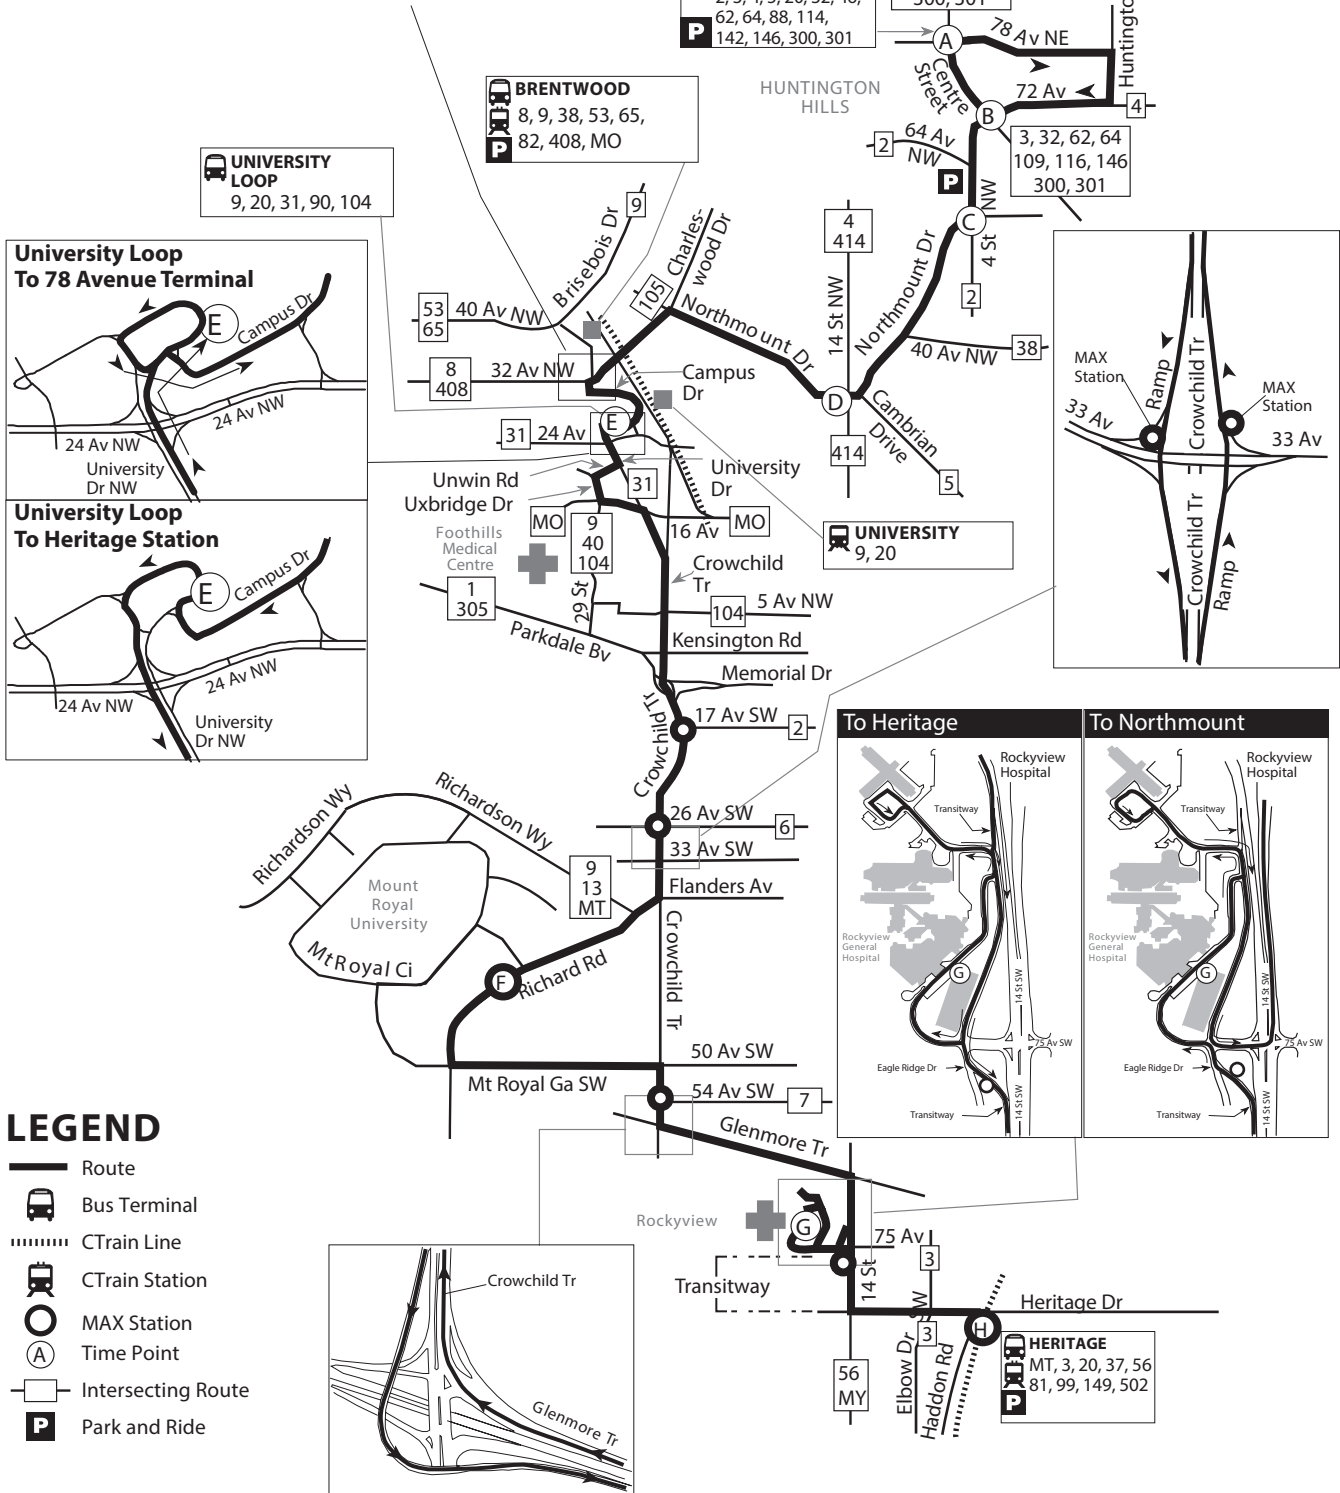 62, 64, 88, 114,
142, 146, 300, 301
P
A
78 Av NE
Huntington
Centre
Street
72 Av
4
B
HUNTINGTON
HILLS
64 Av
NW
2
P
3, 32, 62, 64
109, 116, 146
300, 301
BRENTWOOD
8, 9, 38, 53, 65,
82, 408, MO
P
UNIVERSITY
LOOP
9, 20, 31, 90, 104
C
4 St NW
2
Northmount Dr
4
414
14 St NW
40 Av NW
38
9
Brisebois Dr
Charles-
wood Dr
105
53
65
40 Av NW
Northmount Dr
8
408
32 Av NW
Campus
Dr
D
Cambrian
Drive
5
414
E
31
24 Av
Unwin Rd
Uxbridge Dr
31
University
Dr
MO
16 Av
MO
UNIVERSITY
9, 20
9
40
104
Foothills
Medical
Centre
Crowchild
Tr
1
305
29 St
104
5 Av NW
Parkdale Bv
Kensington Rd
Memorial Dr
Crowchild Tr
17 Av SW
2
26 Av SW
6
33 Av SW
Flanders Av
9
13
MT
Richardson Wy
Richardson Wy
Mount
Royal
University
Mt Royal Ci
F
Richard Rd
Crowchild Tr
50 Av SW
Mt Royal Ga SW
54 Av SW
7
Glenmore Tr
Rockyview
G
75 Av
3
Transitway
14 St
Heritage Dr
3
H
56
MY
Elbow Dr SW
Haddon Rd
HERITAGE
MT, 3, 20, 37, 56
81, 99, 149, 502
P
University Loop
To 78 Avenue Terminal
E
Campus Dr
24 Av NW
24 Av NW
University
Dr NW
University Loop
To Heritage Station
E
Campus Dr
24 Av NW
24 Av NW
University
Dr NW
MAX
Station
Ramp
Crowchild Tr
MAX
Station
33 Av
33 Av
Crowchild Tr
Ramp
To Heritage
Rockyview
Hospital
Transitway
Rockyview
General
Hospital
G
14 St SW
75 Av SW
Eagle Ridge Dr
14 St SW
Transitway
To Northmount
Rockyview
Hospital
Transitway
Rockyview
General
Hospital
G
14 St SW
75 Av SW
Eagle Ridge Dr
14 St SW
Transitway
Crowchild Tr
Glenmore Tr
LEGEND
Route
Bus Terminal
CTrain Line
CTrain Station
MAX Station
A
Time Point
Intersecting Route
P
Park and Ride